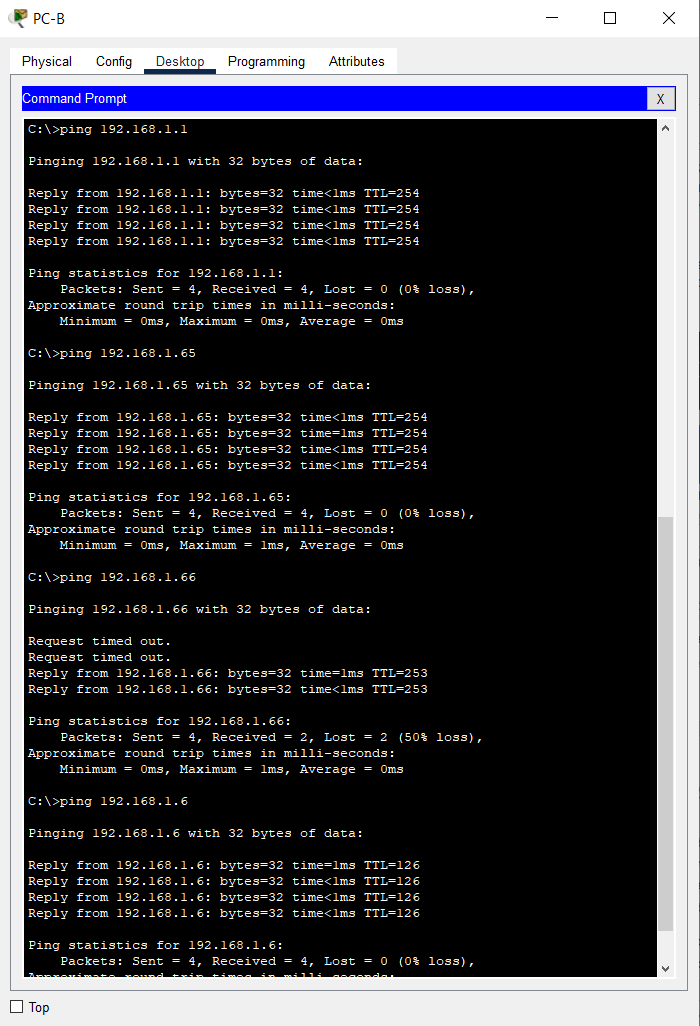 PC-B
Physical Config Desktop Programming Attributes
Command Prompt X
C:\>ping 192.168.1.1
Pinging 192.168.1.1 with 32 bytes of data:
Reply from 192.168.1.1: bytes=32 time<1ms TTL=254
Reply from 192.168.1.1: bytes=32 time<1ms TTL=254
Reply from 192.168.1.1: bytes=32 time<1ms TTL=254
Reply from 192.168.1.1: bytes=32 time<1ms TTL=254
Ping statistics for 192.168.1.1:
Packets: Sent = 4, Received = 4, Lost = 0 (0% loss),
Approximate round trip times in milli-seconds:
Minimum = 0ms, Maximum = 0ms, Average = 0ms
C:\>ping 192.168.1.65
Pinging 192.168.1.65 with 32 bytes of data:
Reply from 192.168.1.65: bytes=32 time<1ms TTL=254
Reply from 192.168.1.65: bytes=32 time=1ms TTL=254
Reply from 192.168.1.65: bytes=32 time<1ms TTL=254
Reply from 192.168.1.65: bytes=32 time<1ms TTL=254
Ping statistics for 192.168.1.65:
Packets: Sent = 4, Received = 4, Lost = 0 (0% loss),
Approximate round trip times in milli-seconds:
Minimum = 0ms, Maximum = 1ms, Average = 0ms
C:\>ping 192.168.1.66
Pinging 192.168.1.66 with 32 bytes of data:
Request timed out.
Request timed out.
Reply from 192.168.1.66: bytes=32 time=1ms TTL=253
Reply from 192.168.1.66: bytes=32 time<1ms TTL=253
Ping statistics for 192.168.1.66:
Packets: Sent = 4, Received = 2, Lost = 2 (50% loss),
Approximate round trip times in milli-seconds:
Minimum = 0ms, Maximum = 1ms, Average = 0ms
C:\>ping 192.168.1.6
Pinging 192.168.1.6 with 32 bytes of data:
Reply from 192.168.1.6: bytes=32 time=1ms TTL=126
Reply from 192.168.1.6: bytes=32 time<1ms TTL=126
Reply from 192.168.1.6: bytes=32 time<1ms TTL=126
Reply from 192.168.1.6: bytes=32 time<1ms TTL=126
Ping statistics for 192.168.1.6:
Packets: Sent = 4, Received = 4, Lost = 0 (0% loss),
Approximate round trip times in milli-seconds:
Top